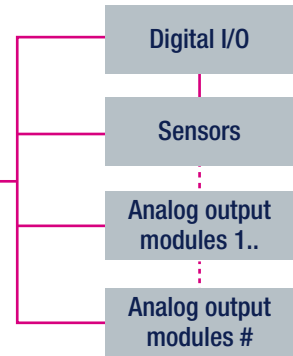 Digital I/O
Sensors
Analog output
modules 1..
Analog output
modules #